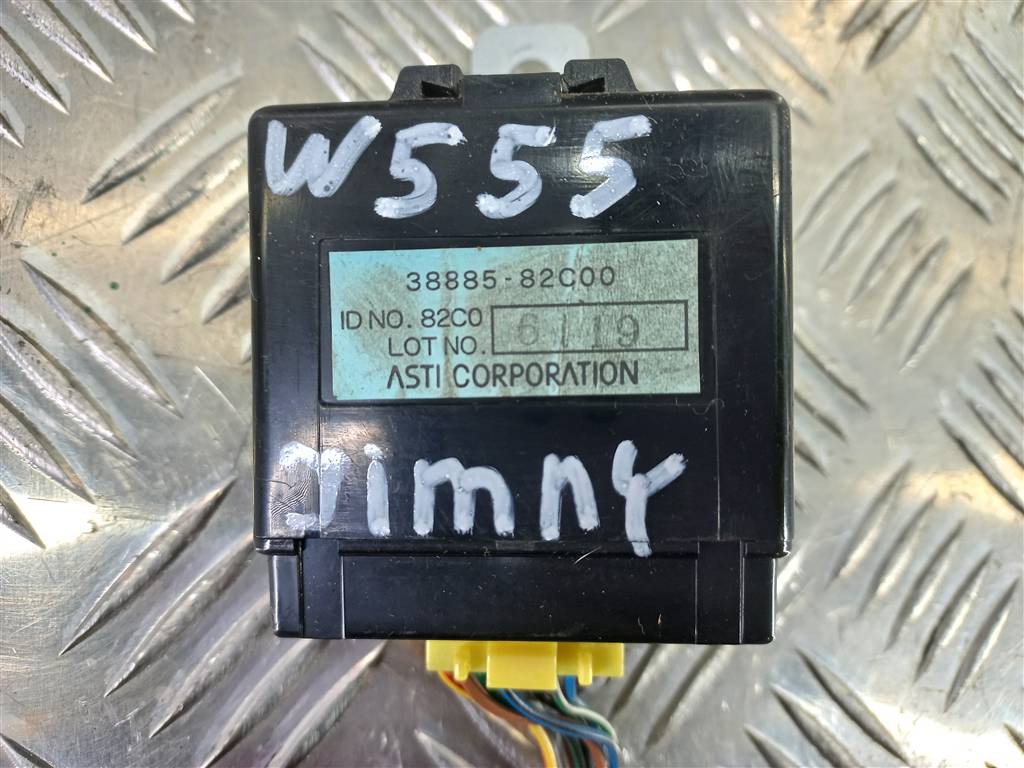 W555
38885-82C00
ID NO. 82C0
LOT NO. 6119
ASTI CORPORATION
Jimny